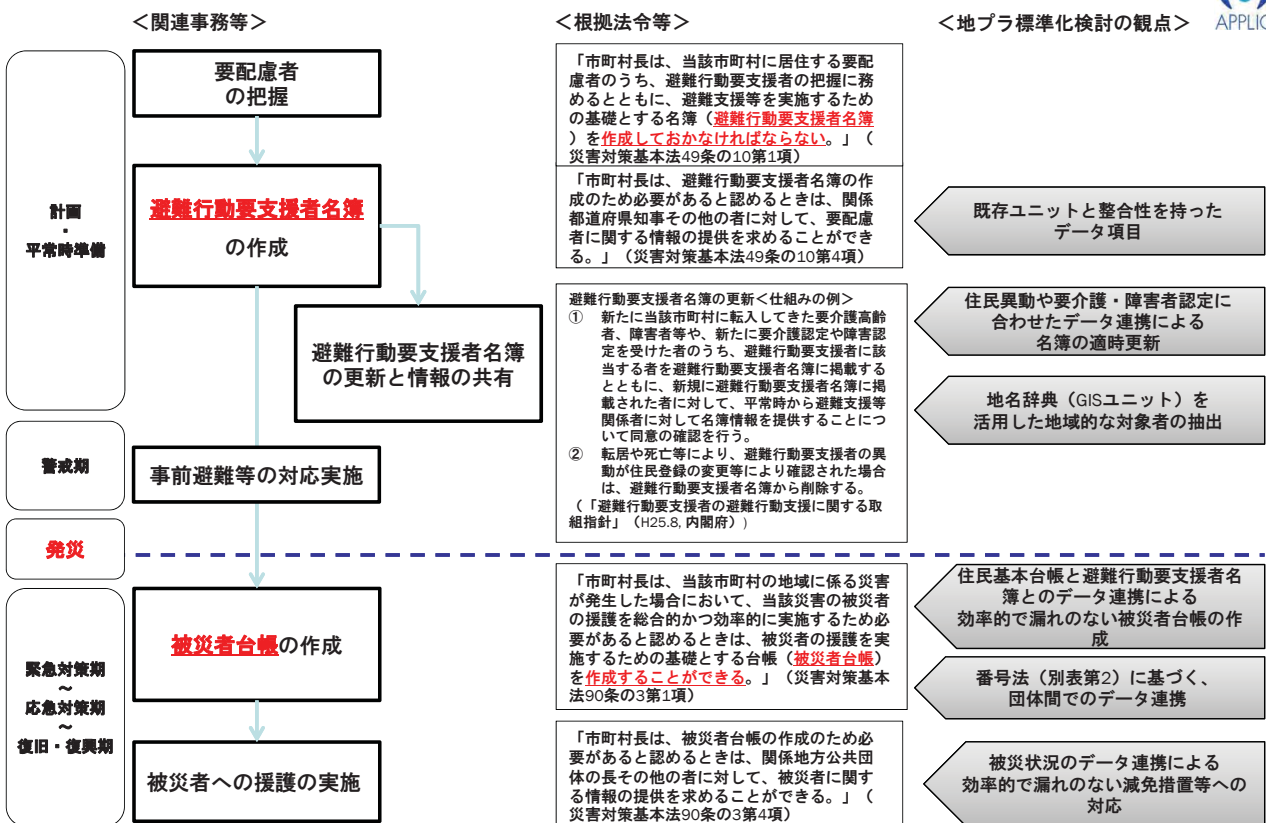 ＜関連事務等＞
＜根拠法令等＞
＜地プラ標準化検討の観点＞
計画
・
平常時準備
警戒期
発災
緊急対策期
～
応急対策期
～
復旧・復興期
要配慮者
の把握
避難行動要支援者名簿
の作成
避難行動要支援者名簿
の更新と情報の共有
事前避難等の対応実施
被災者台帳の作成
被災者への援護の実施
「市町村長は、当該市町村に居住する要配
慮者のうち、避難行動要支援者の把握に務
めるとともに、避難支援等を実施するため
の基礎とする名簿（避難行動要支援者名簿
）を作成しておかなければならない。」（
災害対策基本法49条の10第1項）
「市町村長は、避難行動要支援者名簿の作
成のため必要があると認めるときは、関係
都道府県知事その他の者に対して、要配慮
者に関する情報の提供を求めることができ
る。」（災害対策基本法49条の10第4項）
避難行動要支援者名簿の更新＜仕組みの例＞
① 新たに当該市町村に転入してきた要介護高齢
者、障害者等や、新たに要介護認定や障害認
定を受けた者のうち、避難行動要支援者に該
当する者を避難行動要支援者名簿に掲載する
とともに、新規に避難行動要支援者名簿に掲
載された者に対して、平常時から避難支援等
関係者に対して名簿情報を提供することにつ
いて同意の確認を行う。
② 転居や死亡等により、避難行動要支援者の異
動が住民登録の変更等により確認された場合
は、避難行動要支援者名簿から削除する。
（「避難行動要支援者の避難行動支援に関する取
組指針」（H25.8, 内閣府））
「市町村長は、当該市町村の地域に係る災害
が発生した場合において、当該災害の被災者
の援護を総合的かつ効率的に実施するため必
要があると認めるときは、被災者の援護を実
施するための基礎とする台帳（被災者台帳）
を作成することができる。」（災害対策基本
法90条の3第1項）
「市町村長は、被災者台帳の作成のため必
要があると認めるときは、関係地方公共団
体の長その他の者に対して、被災者に関す
る情報の提供を求めることができる。」（
災害対策基本法90条の3第4項）
既存ユニットと整合性を持った
データ項目
住民異動や要介護・障害者認定に
合わせたデータ連携による
名簿の適時更新
地名辞典（GISユニット）を
活用した地域的な対象者の抽出
住民基本台帳と避難行動要支援者名
簿とのデータ連携による
効率的で漏れのない被災者台帳の作
成
番号法（別表第2）に基づく、
団体間でのデータ連携
被災状況のデータ連携による
効率的で漏れのない減免措置等への
対応